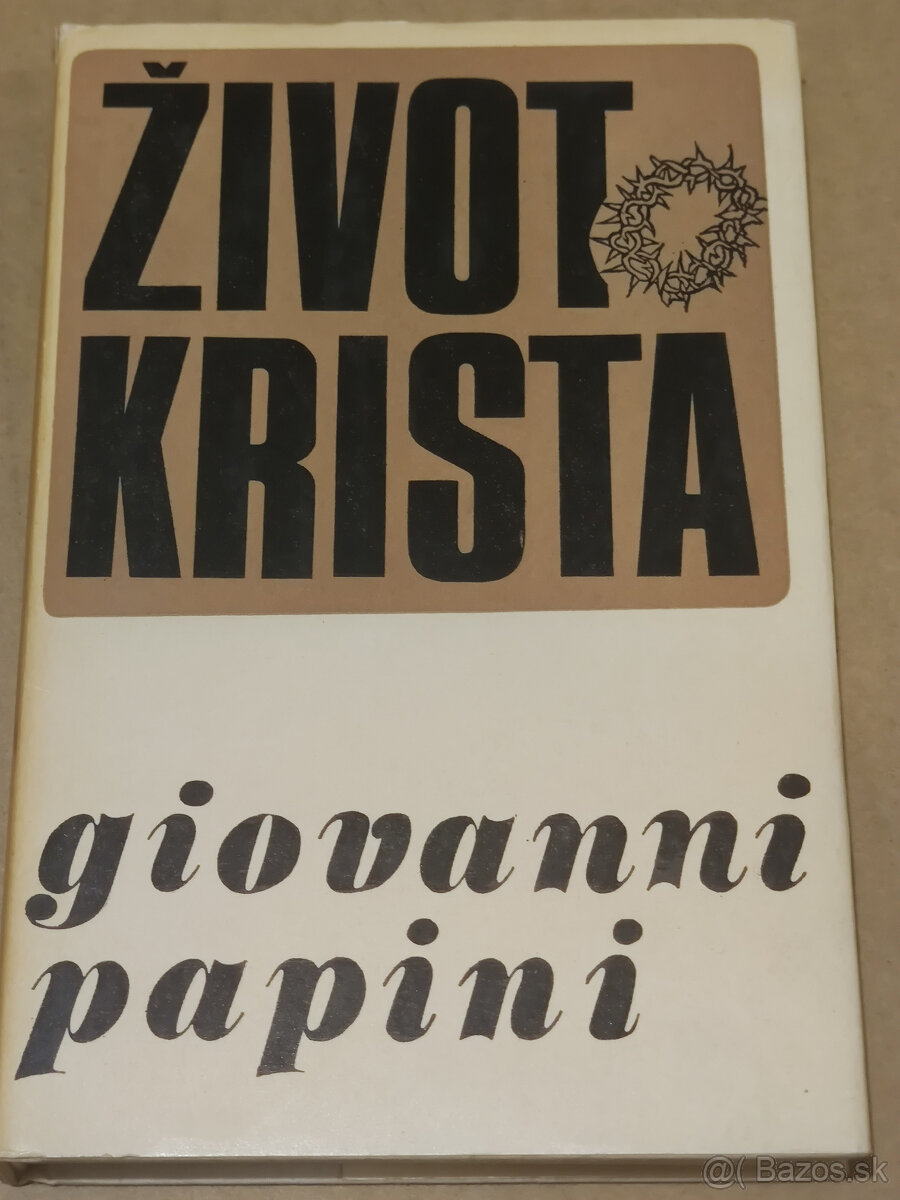 ŽIVOT
KRISTA
giovanni
papini
@( Bazos.sk